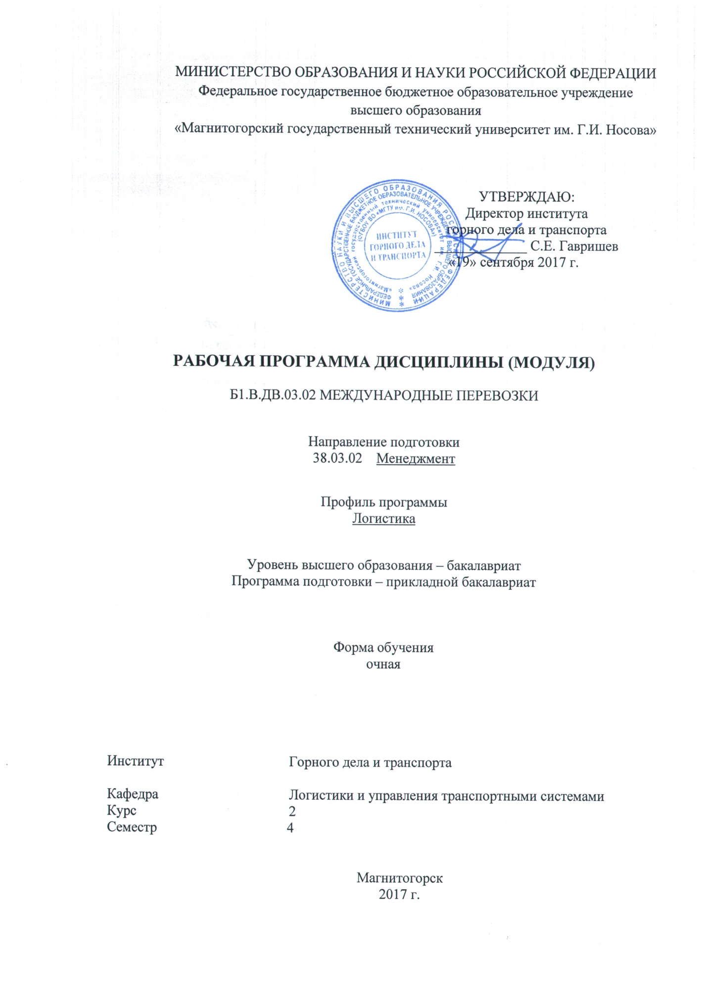 МИНИСТЕРСТВО ОБРАЗОВАНИЯ И НАУКИ РОССИЙСКОЙ ФЕДЕРАЦИИ
Федеральное государственное бюджетное образовательное учреждение
высшего образования
«Магнитогорский государственный технический университет им. Г.И. Носова»
УТВЕРЖДАЮ:
Директор института
горного дела и транспорта
С.Е. Гавришев
«19» сентября 2017 г.
МИНИСТЕРСТВО НАУКИ И ВЫСШЕГО ОБРАЗОВАНИЯ РОССИЙСКОЙ ФЕДЕРАЦИИ
ФЕДЕРАЛЬНОЕ ГОСУДАРСТВЕННОЕ БЮДЖЕТНОЕ ОБРАЗОВАТЕЛЬНОЕ УЧРЕЖДЕНИЕ ВЫСШЕГО ОБРАЗОВАНИЯ
«Магнитогорский государственный технический университет им. Г.И. Носова»
(ФГБОУ ВО «МГТУ им. Г.И. НОСОВА»)
ИНСТИТУТ
ГОРНОГО ДЕЛА
И ТРАНСПОРТА
РАБОЧАЯ ПРОГРАММА ДИСЦИПЛИНЫ (МОДУЛЯ)
Б1.В.ДВ.03.02 МЕЖДУНАРОДНЫЕ ПЕРЕВОЗКИ
Направление подготовки
38.03.02 Менеджмент
Профиль программы
Логистика
Уровень высшего образования – бакалавриат
Программа подготовки – прикладной бакалавриат
Форма обучения
очная
Институт Горного дела и транспорта
Кафедра Логистики и управления транспортными системами
Курс 2
Семестр 4
Магнитогорск
2017 г.